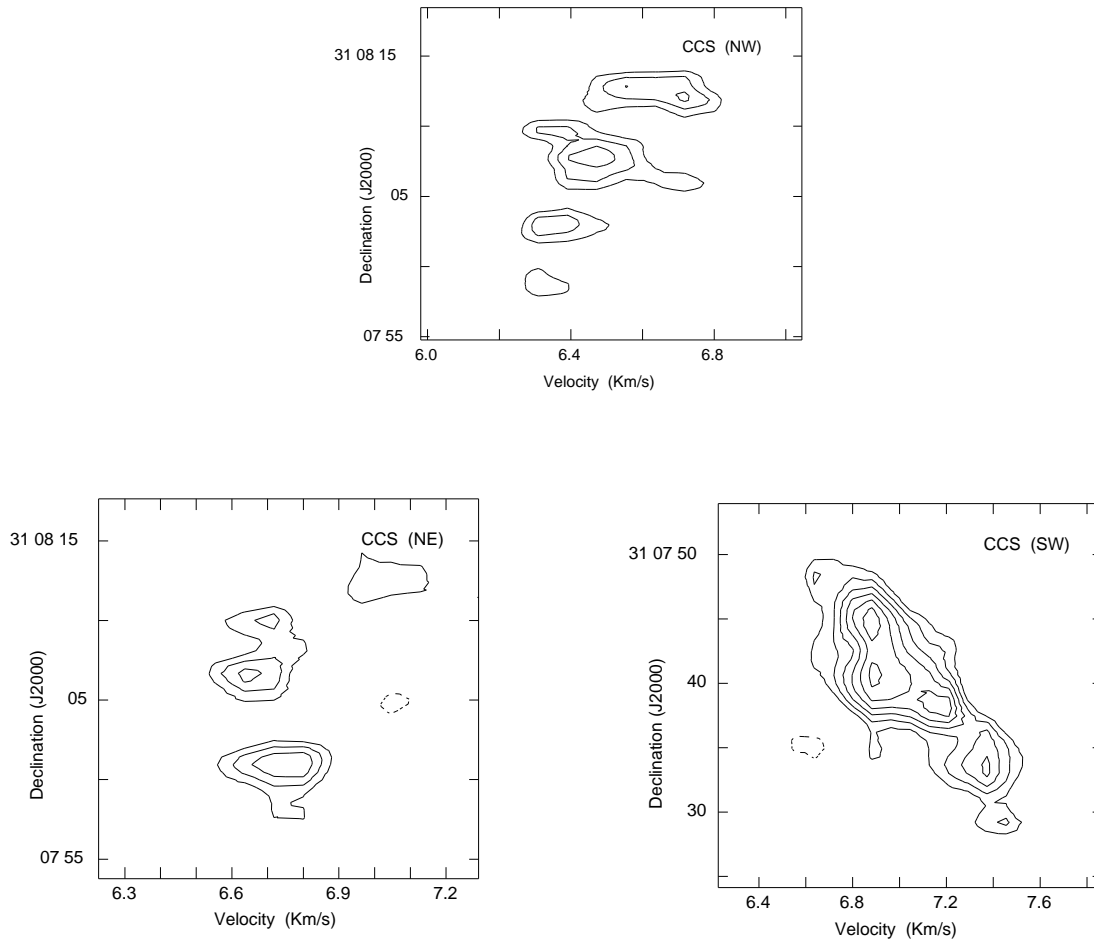 CCS (NW)
31 08 15
05
07 55
Declination (J2000)
6.0 6.4 6.8
Velocity (Km/s)
CCS (NE)
31 08 15
05
07 55
Declination (J2000)
6.3 6.6 6.9 7.2
Velocity (Km/s)
CCS (SW)
31 07 50
40
30
Declination (J2000)
6.4 6.8 7.2 7.6
Velocity (Km/s)